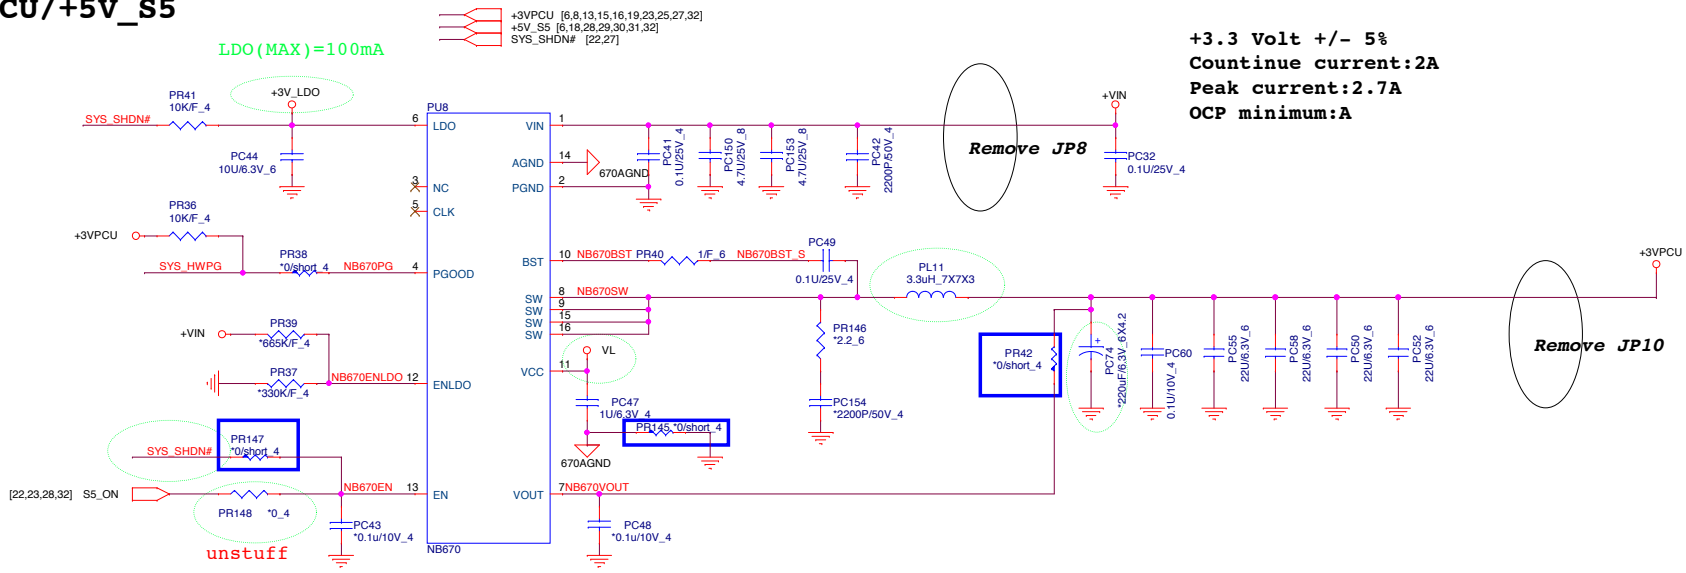 CU/+5V_S5
+3VPCU [6,8,13,15,16,19,23,25,27,32]
+5V_S5 [6,18,28,29,30,31,32]
SYS_SHDN# [22,27]
LDO(MAX)=100mA
+3.3 Volt +/- 5%
Countinue current:2A
Peak current:2.7A
OCP minimum:A
PR41
10K/F_4
+3V_LDO
SYS_SHDN#
PC44
10U/6.3V_6
PR36
10K/F_4
+3VPCU
SYS_HWPG
PR38
*0/short_4
NB670PG
+VIN
PR39
*665K/F_4
PR37
*330K/F_4
NB670ENLDO
PR147
*0/short_4
SYS_SHDN#
[22,23,28,32] S5_ON
NB670EN
PR148 *0_4
unstuff
PC43
*0.1u/10V_4
PU8
6 LDO
3 NC
5 CLK
4 PGOOD
12 ENLDO
13 EN
VIN 1
AGND 14
PGND 2
BST 10
SW 8
SW 9
SW 15
SW 16
VCC 11
VOUT 7
NB670
670AGND
PC41
0.1U/25V_4
PC150
4.7U/25V_8
PC153
4.7U/25V_8
PC42
2200P/50V_4
Remove JP8
+VIN
PC32
0.1U/25V_4
NB670BST PR40 1/F_6 NB670BST_S
PC49
0.1U/25V_4
NB670SW
PL11
3.3uH_7X7X3
PR146
*2.2_6
PC154
*2200P/50V_4
VL
PC47
1U/6.3V_4
PR145 *0/short_4
670AGND
NB670VOUT
PC48
*0.1u/10V_4
PR42
*0/short_4
+
PC74
*220uF/6.3V_6X4.2
PC60
0.1U/10V_4
PC55
22U/6.3V_6
PC58
22U/6.3V_6
PC50
22U/6.3V_6
PC52
22U/6.3V_6
Remove JP10
+3VPCU